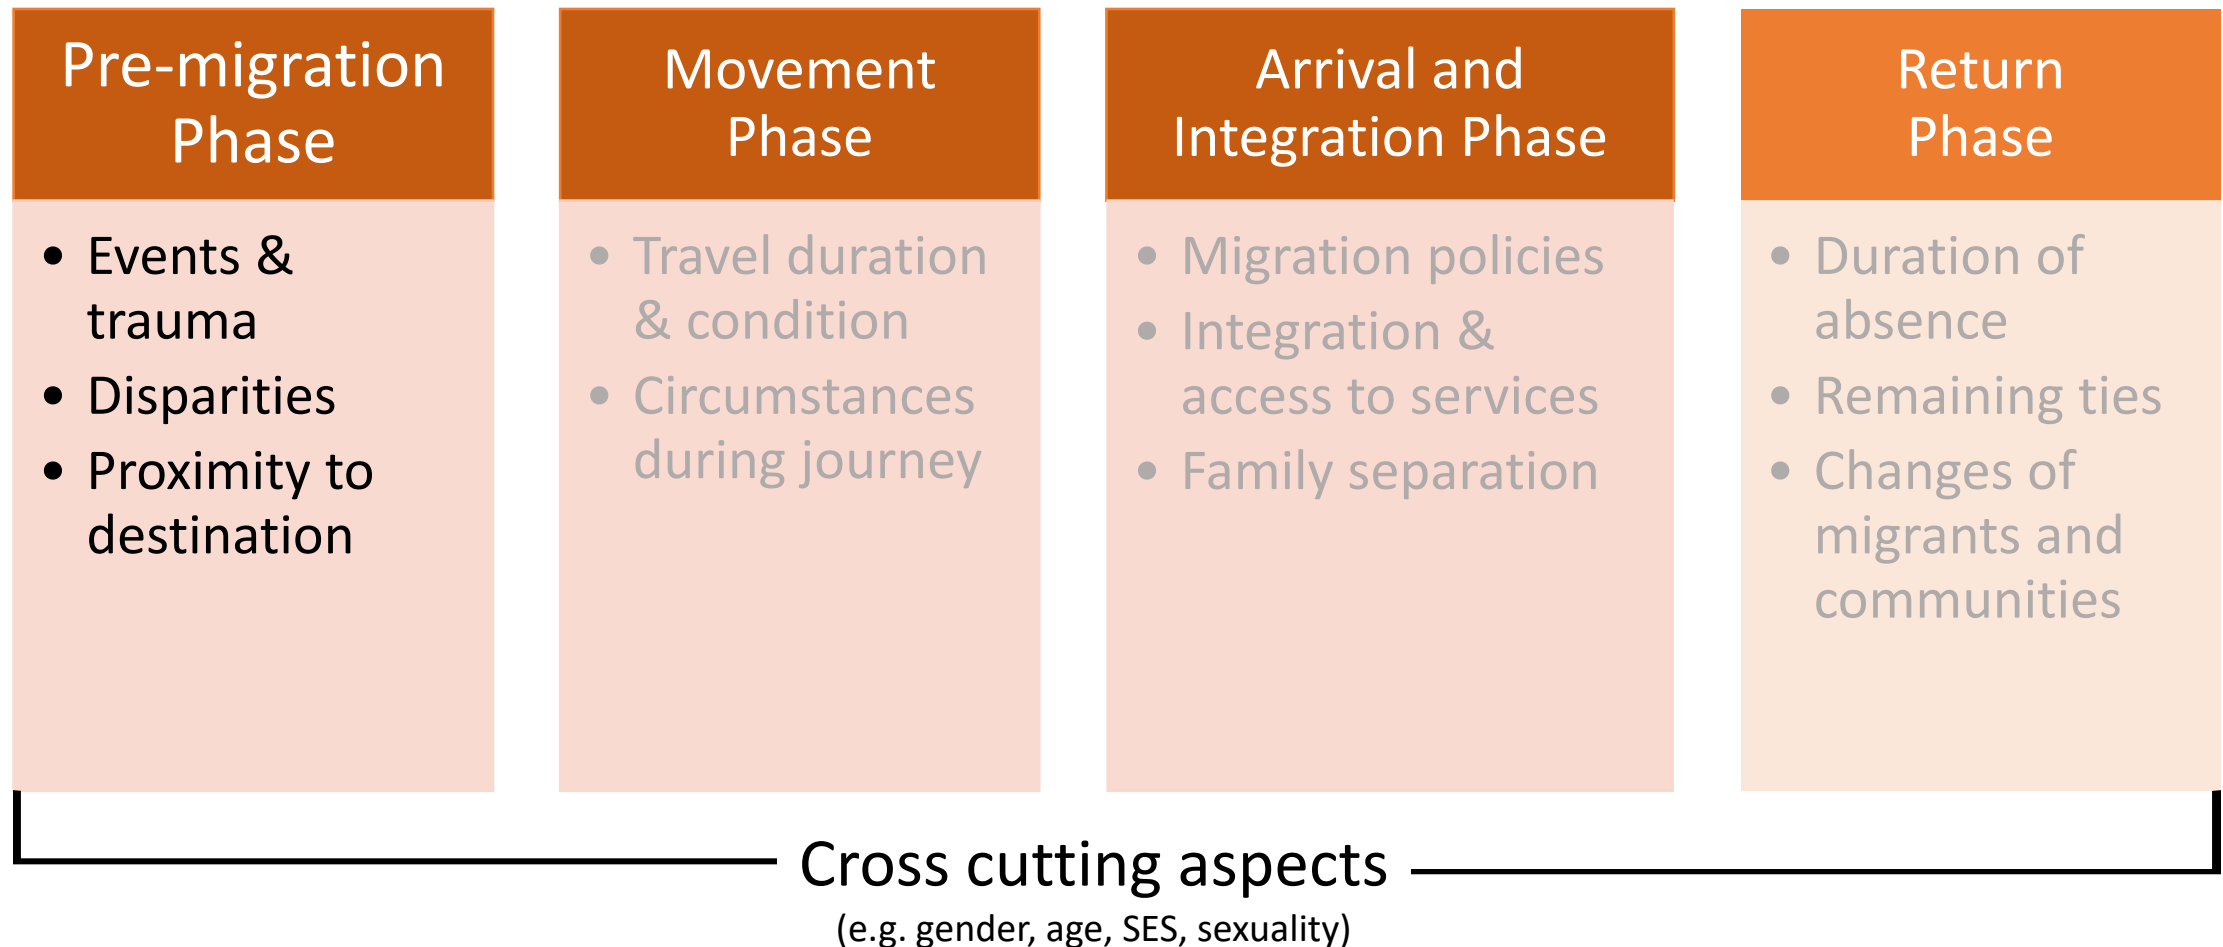 Pre-migration
Phase
• Events &
trauma
• Disparities
• Proximity to
destination
Movement
Phase
• Travel duration
& condition
• Circumstances
during journey
Arrival and
Integration Phase
• Migration policies
• Integration &
access to services
• Family separation
Return
Phase
• Duration of
absence
• Remaining ties
• Changes of
migrants and
communities
Cross cutting aspects
(e.g. gender, age, SES, sexuality)